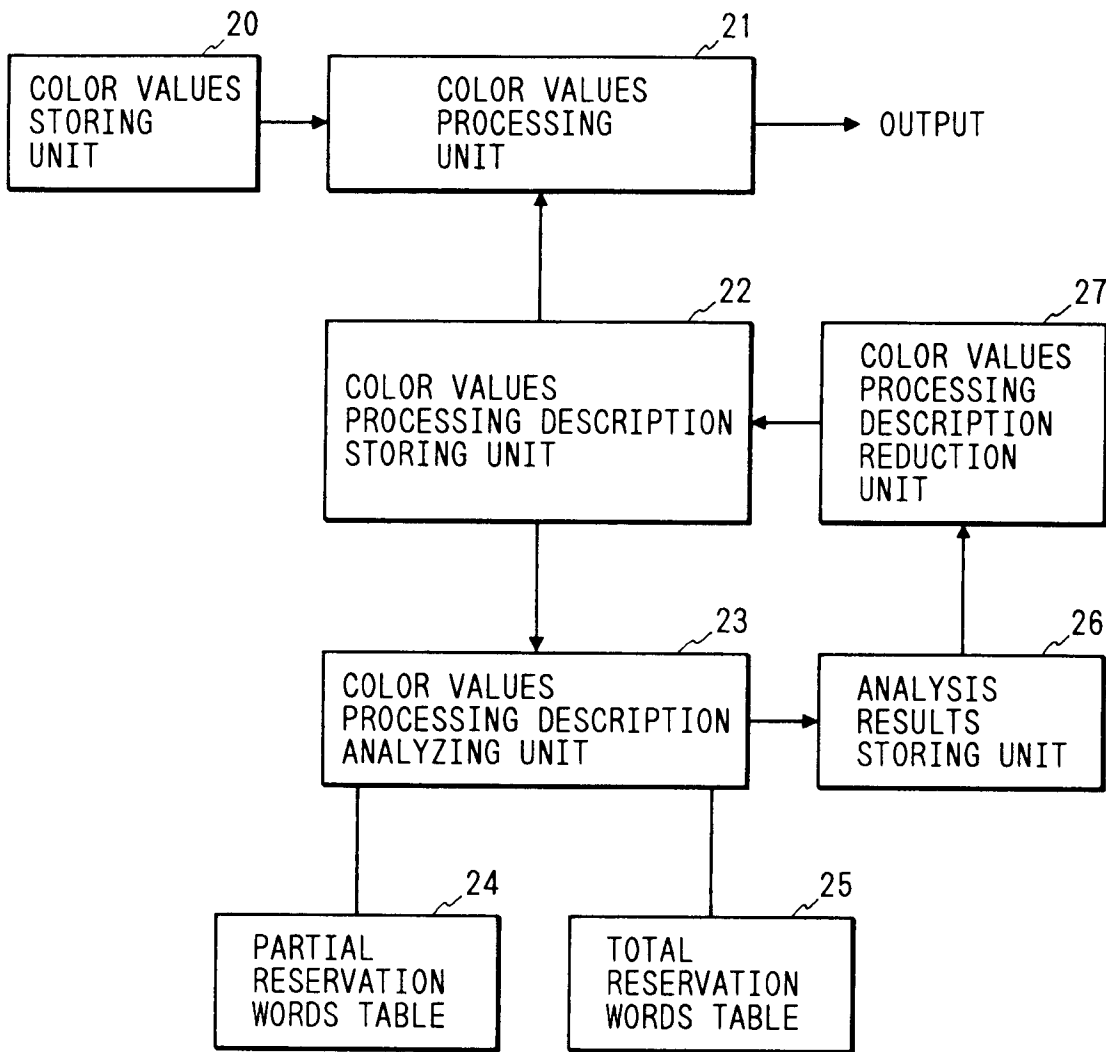 20
COLOR VALUES
STORING
UNIT
21
COLOR VALUES
PROCESSING
UNIT
OUTPUT
22
COLOR VALUES
PROCESSING DESCRIPTION
STORING UNIT
27
COLOR VALUES
PROCESSING
DESCRIPTION
REDUCTION
UNIT
23
COLOR VALUES
PROCESSING DESCRIPTION
ANALYZING UNIT
26
ANALYSIS
RESULTS
STORING UNIT
24
PARTIAL
RESERVATION
WORDS TABLE
25
TOTAL
RESERVATION
WORDS TABLE